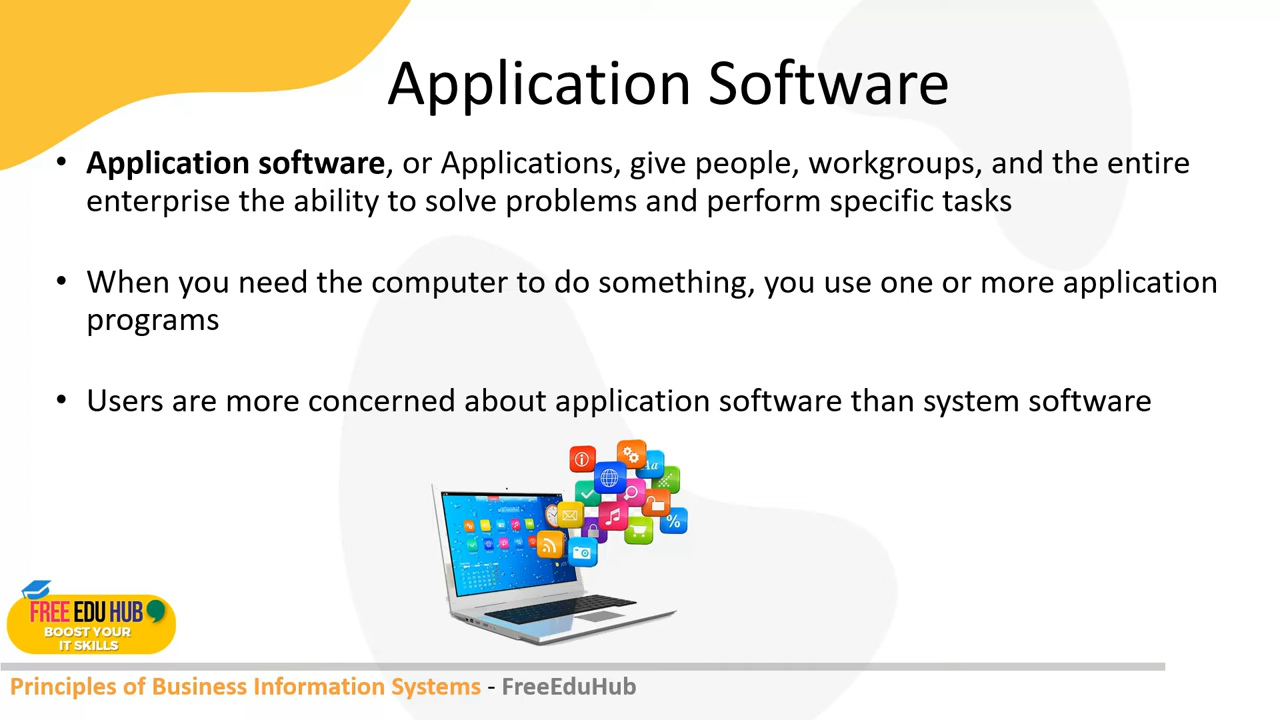 Application Software
• Application software, or Applications, give people, workgroups, and the entire
enterprise the ability to solve problems and perform specific tasks
• When you need the computer to do something, you use one or more application
programs
• Users are more concerned about application software than system software
Aa
%
FREE EDU HUB
BOOST YOUR
IT SKILLS
Principles of Business Information Systems - FreeEduHub